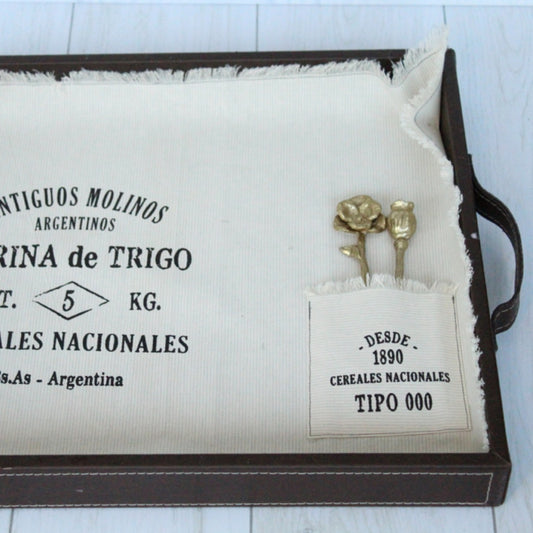 NTIGUOS MOLINOS
ARGENTINOS
RINA de TRIGO
T. 5 KG.
ALES NACIONALES
s.As - Argentina
- DESDE -
1890
CEREALES NACIONALES
TIPO 000